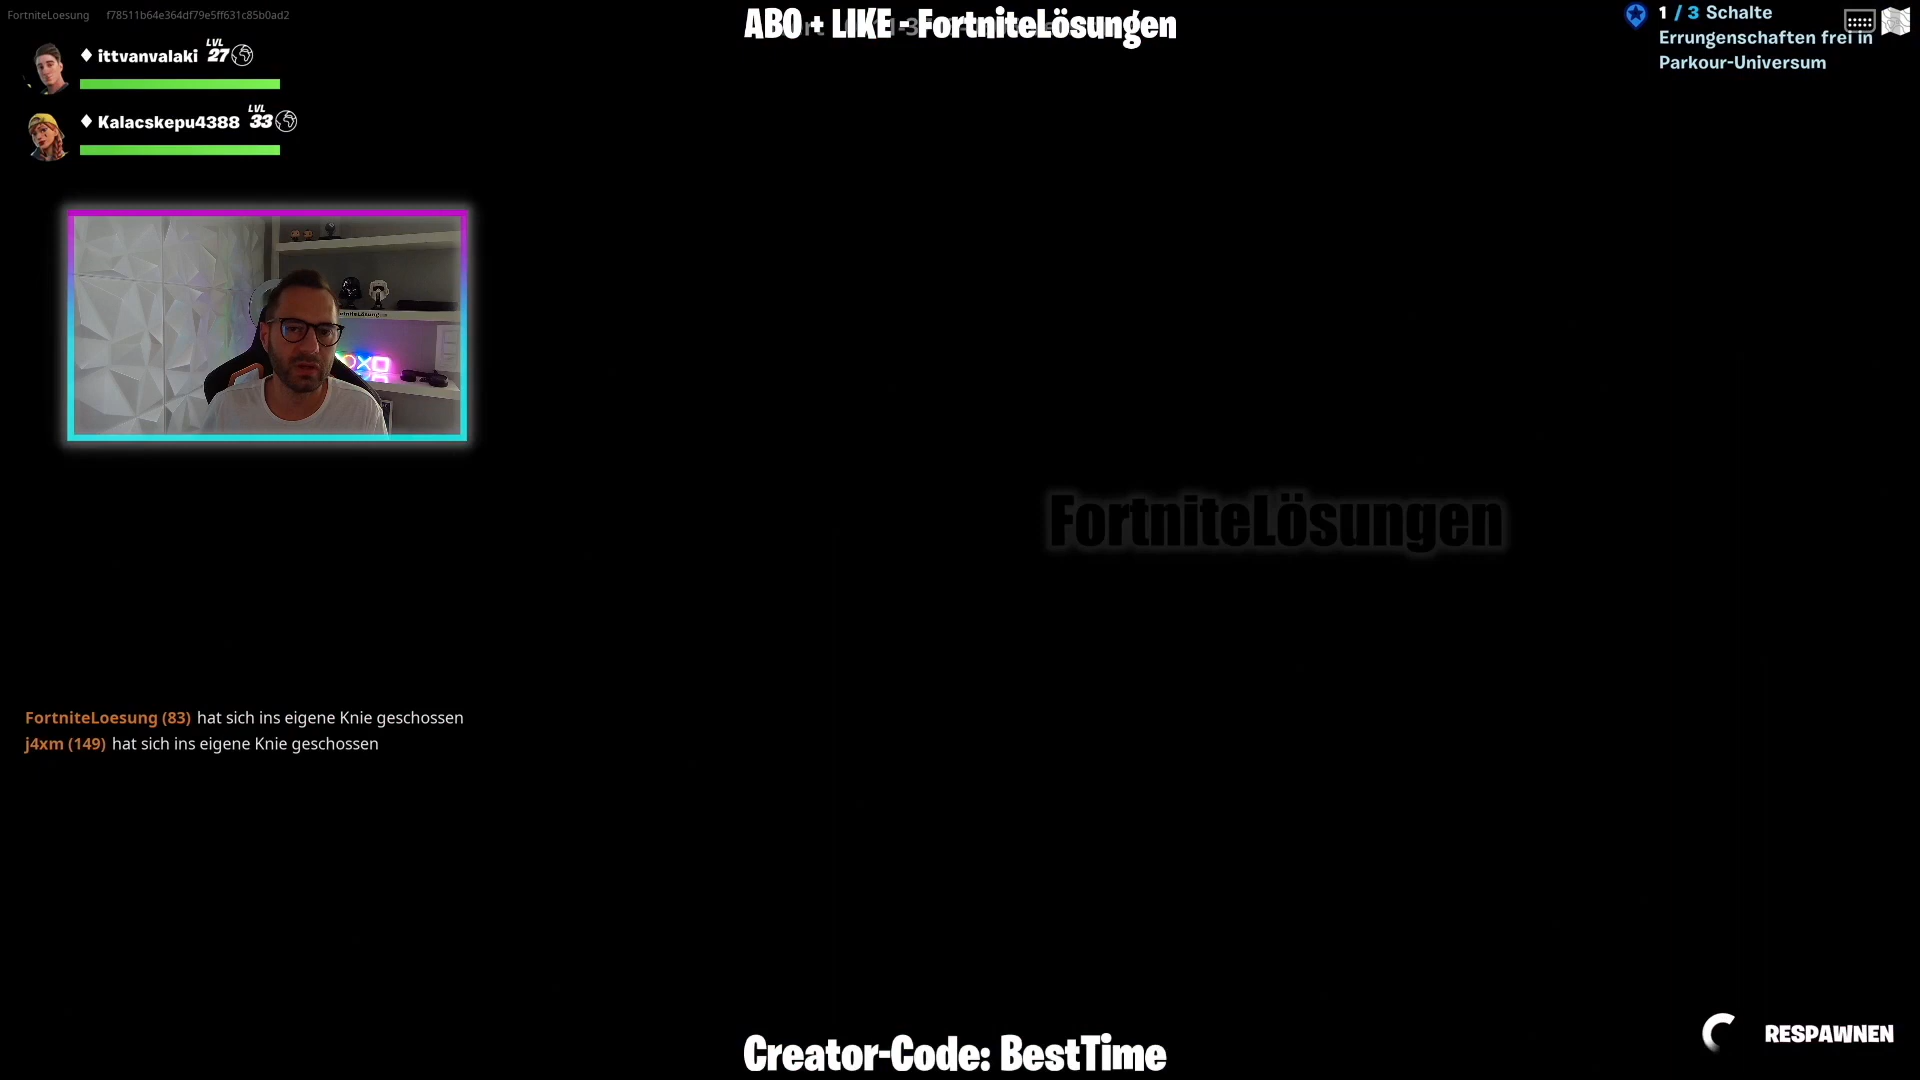 FortniteLoesung f78511b64e364df79e5ff631c85b0ad2
ABO + LIKE - FortniteLösungen
1 / 3 Schalte
Errungenschaften frei in
Parkour-Universum
ittvanvalaki LVL 27
Kalacskepu4388 LVL 33
FortniteLösungen
FortniteLoesung (83) hat sich ins eigene Knie geschossen
j4xm (149) hat sich ins eigene Knie geschossen
RESPAWNEN
Creator-Code: BestTime